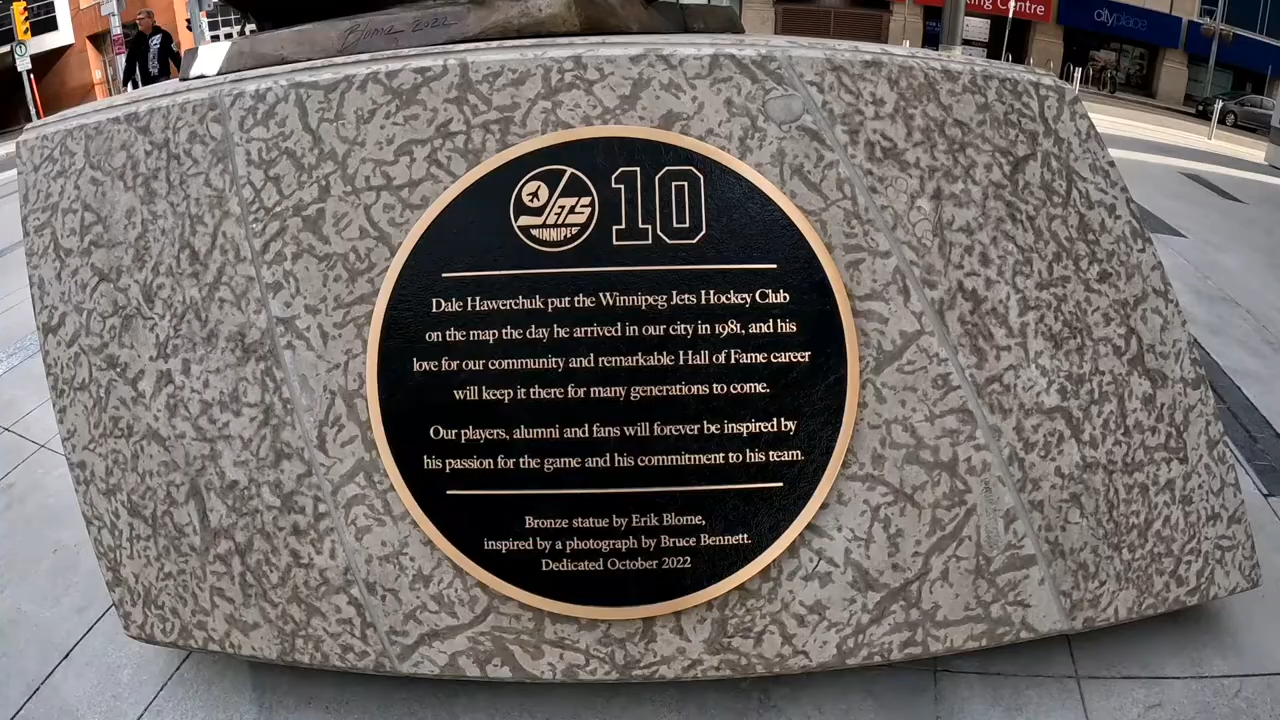 Blome 2022
king Centre
cityplace
JETS
WINNIPEG
10
Dale Hawerchuk put the Winnipeg Jets Hockey Club
on the map the day he arrived in our city in 1981, and his
love for our community and remarkable Hall of Fame career
will keep it there for many generations to come.
Our players, alumni and fans will forever be inspired by
his passion for the game and his commitment to his team.
Bronze statue by Erik Blome,
inspired by a photograph by Bruce Bennett.
Dedicated October 2022